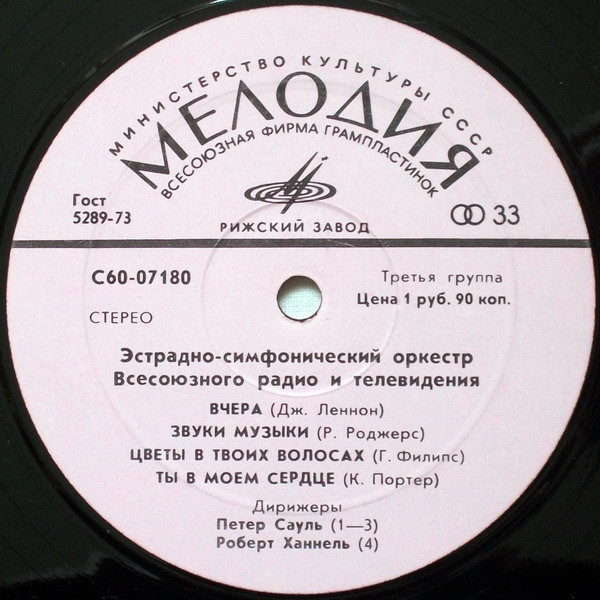 МИНИСТЕРСТВО КУЛЬТУРЫ СССР
МЕЛОДИЯ
ВСЕСОЮЗНАЯ ФИРМА ГРАМПЛАСТИНОК
Гост
5289-73
33
РИЖСКИЙ ЗАВОД
С60-07180
Третья группа
Цена 1 руб. 90 коп.
СТЕРЕО
Эстрадно-симфонический оркестр
Всесоюзного радио и телевидения
ВЧЕРА (Дж. Леннон)
ЗВУКИ МУЗЫКИ (Р. Роджерс)
ЦВЕТЫ В ТВОИХ ВОЛОСАХ (Г. Филипс)
ТЫ В МОЕМ СЕРДЦЕ (К. Портер)
Дирижеры
Петер Сауль (1—3)
Роберт Ханнель (4)